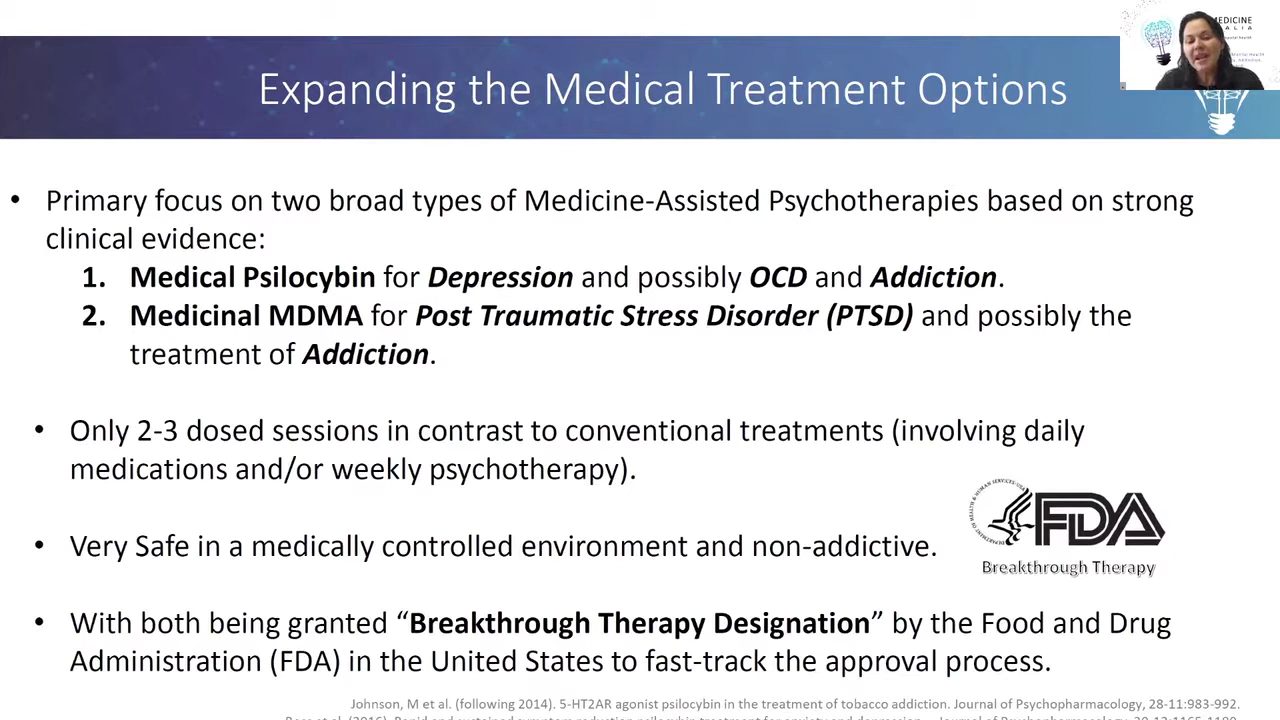 MEDICINE
Expanding the Medical Treatment Options
• Primary focus on two broad types of Medicine-Assisted Psychotherapies based on strong
clinical evidence:
1. Medical Psilocybin for Depression and possibly OCD and Addiction.
2. Medicinal MDMA for Post Traumatic Stress Disorder (PTSD) and possibly the
treatment of Addiction.
• Only 2-3 dosed sessions in contrast to conventional treatments (involving daily
medications and/or weekly psychotherapy).
• Very Safe in a medically controlled environment and non-addictive.
FDA
Breakthrough Therapy
• With both being granted “Breakthrough Therapy Designation” by the Food and Drug
Administration (FDA) in the United States to fast-track the approval process.
Johnson, M et al. (following 2014). 5-HT2AR agonist psilocybin in the treatment of tobacco addiction. Journal of Psychopharmacology, 28-11:983-992.